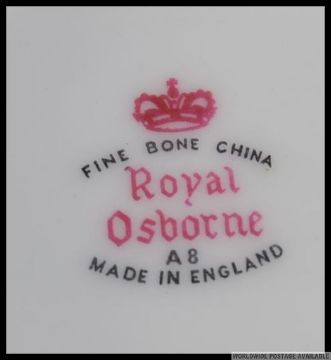 FINE BONE CHINA
Royal
Osborne
A8
MADE IN ENGLAND
WORLDWIDE POSTAGE AVAILABLE